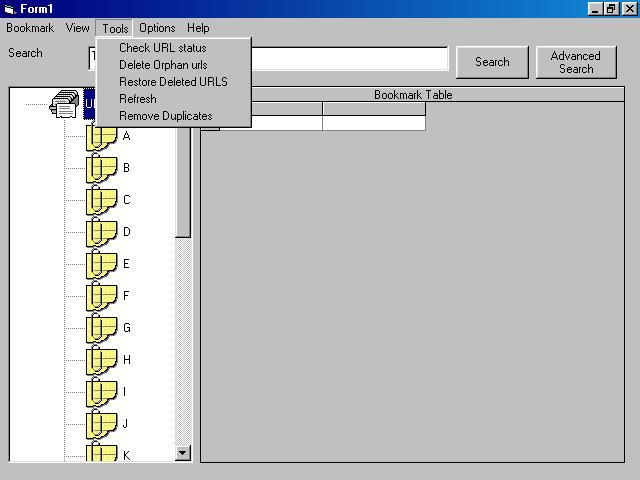 Form1
Bookmark View Tools Options Help
Check URL status
Delete Orphan urls
Restore Deleted URLS
Refresh
Remove Duplicates
Search
Search
Advanced
Search
Bookmark Table
A
B
C
D
E
F
G
H
I
J
K